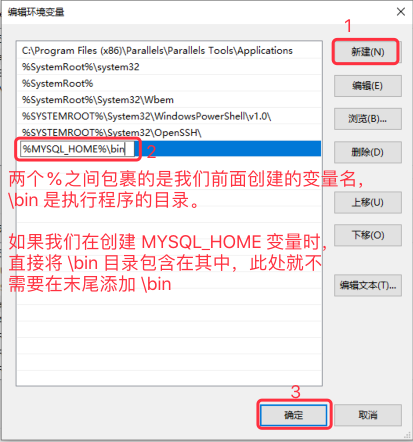 编辑环境变量
1
C:\Program Files (x86)\Parallels\Parallels Tools\Applications
新建(N)
%SystemRoot%\system32
%SystemRoot%
编辑(E)
%SystemRoot%\System32\Wbem
%SYSTEMROOT%\System32\WindowsPowerShell\v1.0\
浏览(B)...
%SYSTEMROOT%\System32\OpenSSH\
%MYSQL_HOME%\bin
2
删除(D)
两个%之间包裹的是我们前面创建的变量名，
\bin 是执行程序的目录。
上移(U)
如果我们在创建 MYSQL_HOME 变量时，
下移(O)
直接将 \bin 目录包含在其中，此处就不
需要在末尾添加 \bin
编辑文本(T)...
3
确定
取消